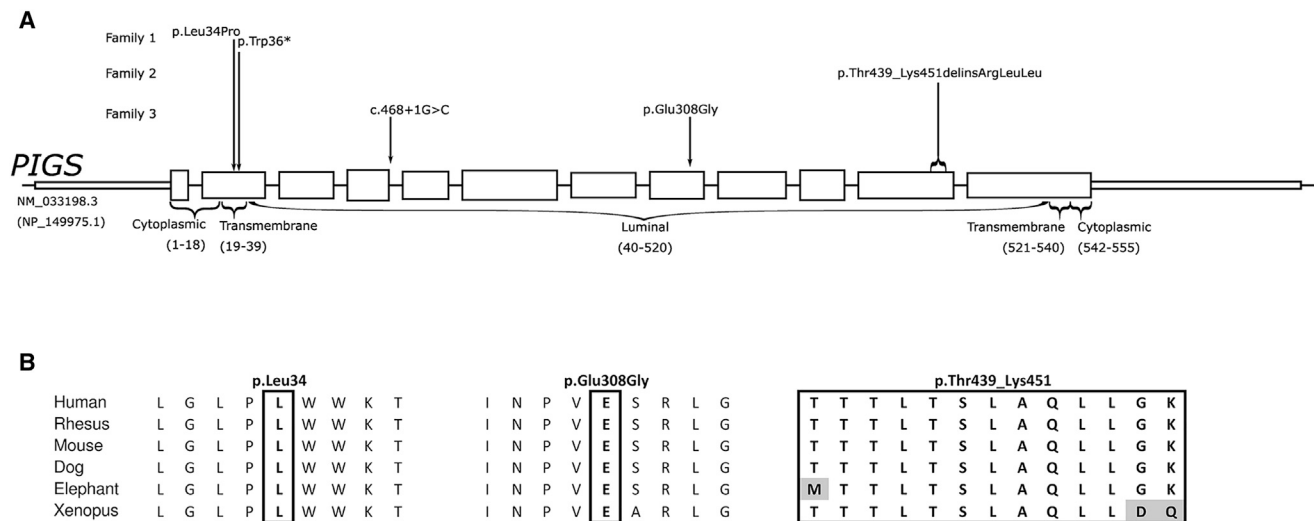 A
Family 1
p.Leu34Pro
p.Trp36*
Family 2
p.Thr439_Lys451delinsArgLeuLeu
Family 3
c.468+1G>C
p.Glu308Gly
PIGS
NM_033198.3
(NP_149975.1)
Cytoplasmic
(1-18)
Transmembrane
(19-39)
Luminal
(40-520)
Transmembrane
(521-540)
Cytoplasmic
(542-555)
B
p.Leu34 p.Glu308Gly p.Thr439_Lys451
Human L G L P L W W K T I N P V E S R L G T T T L T S L A Q L L G K
Rhesus L G L P L W W K T I N P V E S R L G T T T L T S L A Q L L G K
Mouse L G L P L W W K T I N P V E S R L G T T T L T S L A Q L L G K
Dog L G L P L W W K T I N P V E S R L G T T T L T S L A Q L L G K
Elephant L G L P L W W K T I N P V E S R L G M T T L T S L A Q L L G K
Xenopus L G L P L W W K T I N P V E A R L G T T T L T S L A Q L L D Q